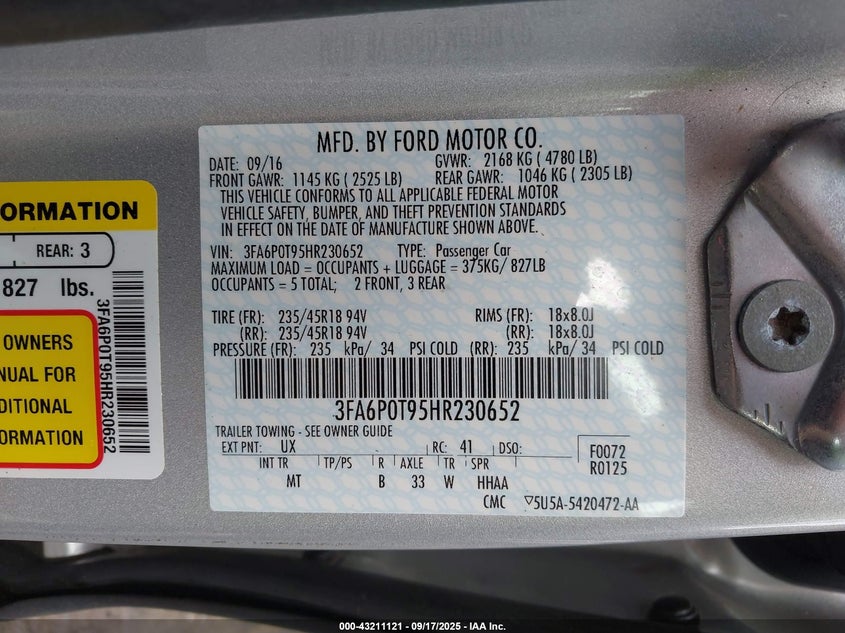 MFD. BY FORD MOTOR CO.
DATE: 09/16 GVWR: 2168 KG ( 4780 LB)
FRONT GAWR: 1145 KG ( 2525 LB) REAR GAWR: 1046 KG ( 2305 LB)
THIS VEHICLE CONFORMS TO ALL APPLICABLE FEDERAL MOTOR
VEHICLE SAFETY, BUMPER, AND THEFT PREVENTION STANDARDS
IN EFFECT ON THE DATE OF MANUFACTURE SHOWN ABOVE.
VIN: 3FA6P0T95HR230652 TYPE: Passenger Car
MAXIMUM LOAD = OCCUPANTS + LUGGAGE = 375KG/ 827LB
OCCUPANTS = 5 TOTAL; 2 FRONT, 3 REAR
TIRE (FR): 235/45R18 94V RIMS (FR): 18x8.0J
(RR): 235/45R18 94V (RR): 18x8.0J
PRESSURE (FR): 235 kPa/ 34 PSI COLD (RR): 235 kPa/ 34 PSI COLD
3FA6P0T95HR230652
TRAILER TOWING - SEE OWNER GUIDE
EXT PNT: UX RC: 41 DSO: F0072
R0125
INT TR TP/PS R AXLE TR SPR
MT B 33 W HHAA
CMC ▽5U5A-5420472-AA
ORMATION
REAR: 3
827 lbs.
OWNERS
NUAL FOR
DITIONAL
ORMATION
3FA6P0T95HR230652
000-43211121 - 09/17/2025 - IAA Inc.